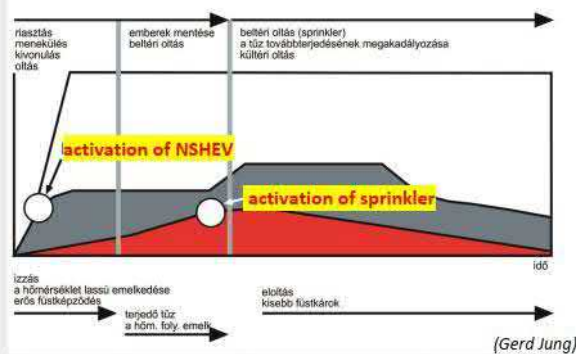 riasztás
menekülés
kivonulás
oltás
emberek mentése
beltéri oltás
beltéri oltás (sprinkler)
a tűz továbbterjedésének megakadályozása
kültéri oltás
activation of NSHEV
activation of sprinkler
idő
izzás
a hőmérséklet lassú emelkedése
erős füstképződés
terjedő tűz
a hőm. foly. emelk.
eloltás
kisebb füstkárok
(Gerd Jung)